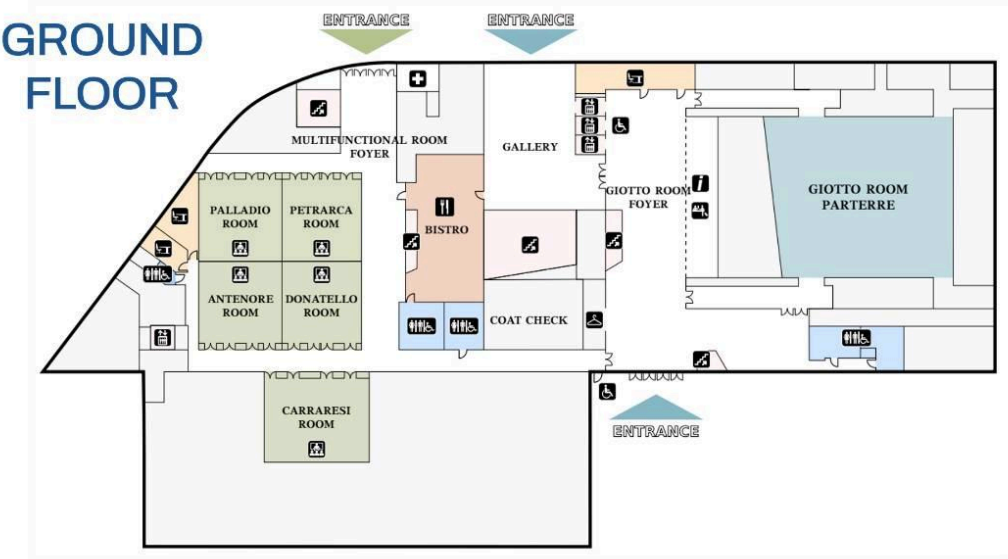 GROUND
FLOOR
ENTRANCE
ENTRANCE
MULTIFUNCTIONAL ROOM
FOYER
GALLERY
GIOTTO ROOM
FOYER
GIOTTO ROOM
PARTERRE
PALLADIO
ROOM
PETRARCA
ROOM
BISTRO
ANTENORE
ROOM
DONATELLO
ROOM
COAT CHECK
CARRARESI
ROOM
ENTRANCE